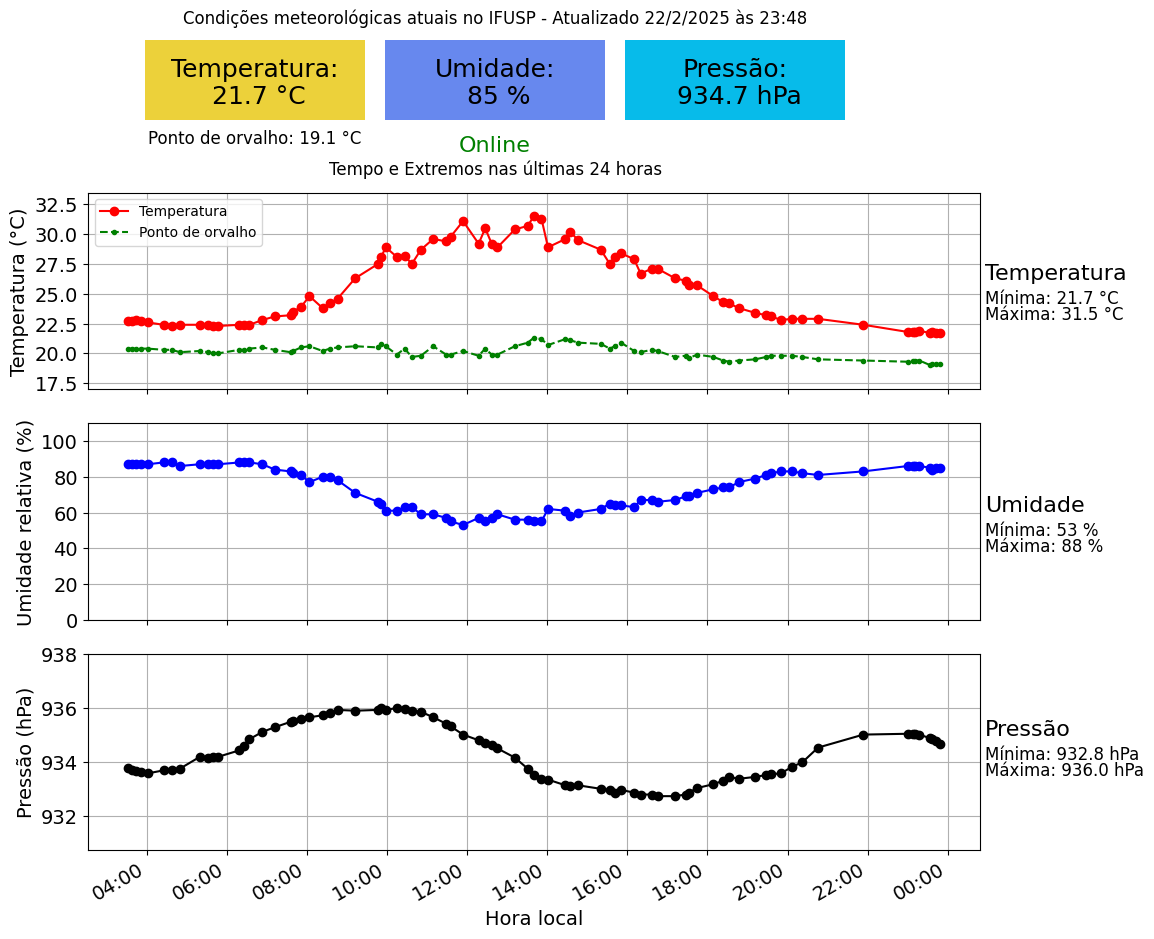 Condições meteorológicas atuais no IFUSP - Atualizado 22/2/2025 às 23:48
Temperatura:
21.7 °C
Umidade:
85 %
Pressão:
934.7 hPa
Ponto de orvalho: 19.1 °C
Online
Tempo e Extremos nas últimas 24 horas
Temperatura (°C)
32.5
30.0
27.5
25.0
22.5
20.0
17.5
Temperatura
Ponto de orvalho
Temperatura
Mínima: 21.7 °C
Máxima: 31.5 °C
Umidade relativa (%)
100
80
60
40
20
0
Umidade
Mínima: 53 %
Máxima: 88 %
Pressão (hPa)
938
936
934
932
Pressão
Mínima: 932.8 hPa
Máxima: 936.0 hPa
04:00
06:00
08:00
10:00
12:00
14:00
16:00
18:00
20:00
22:00
00:00
Hora local